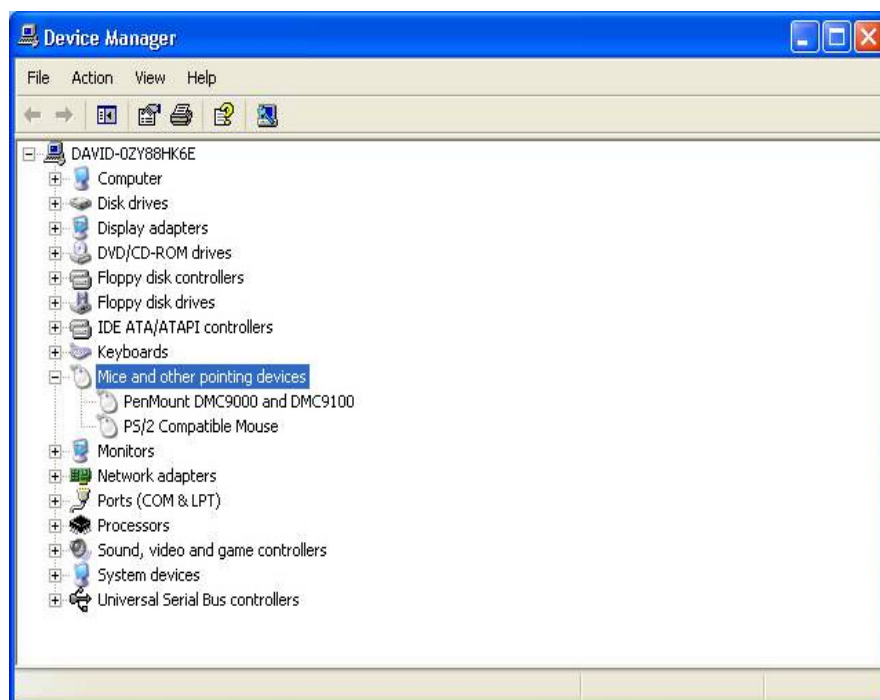 Device Manager
File Action View Help
DAVID-0ZY88HK6E
Computer
Disk drives
Display adapters
DVD/CD-ROM drives
Floppy disk controllers
Floppy disk drives
IDE ATA/ATAPI controllers
Keyboards
Mice and other pointing devices
PenMount DMC9000 and DMC9100
PS/2 Compatible Mouse
Monitors
Network adapters
Ports (COM & LPT)
Processors
Sound, video and game controllers
System devices
Universal Serial Bus controllers